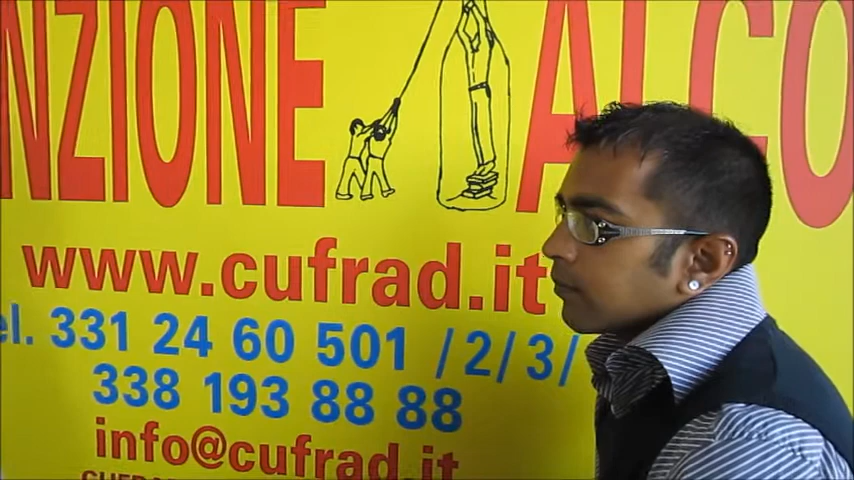 NZIONE ALCO
www.cufrad.it
el. 331 24 60 501 /2/3/
338 193 88 88
info@cufrad.it